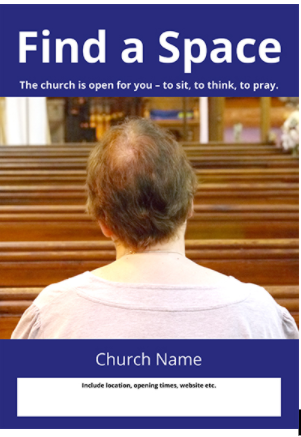 Find a Space
The church is open for you – to sit, to think, to pray.
Church Name
Include location, opening times, website etc.